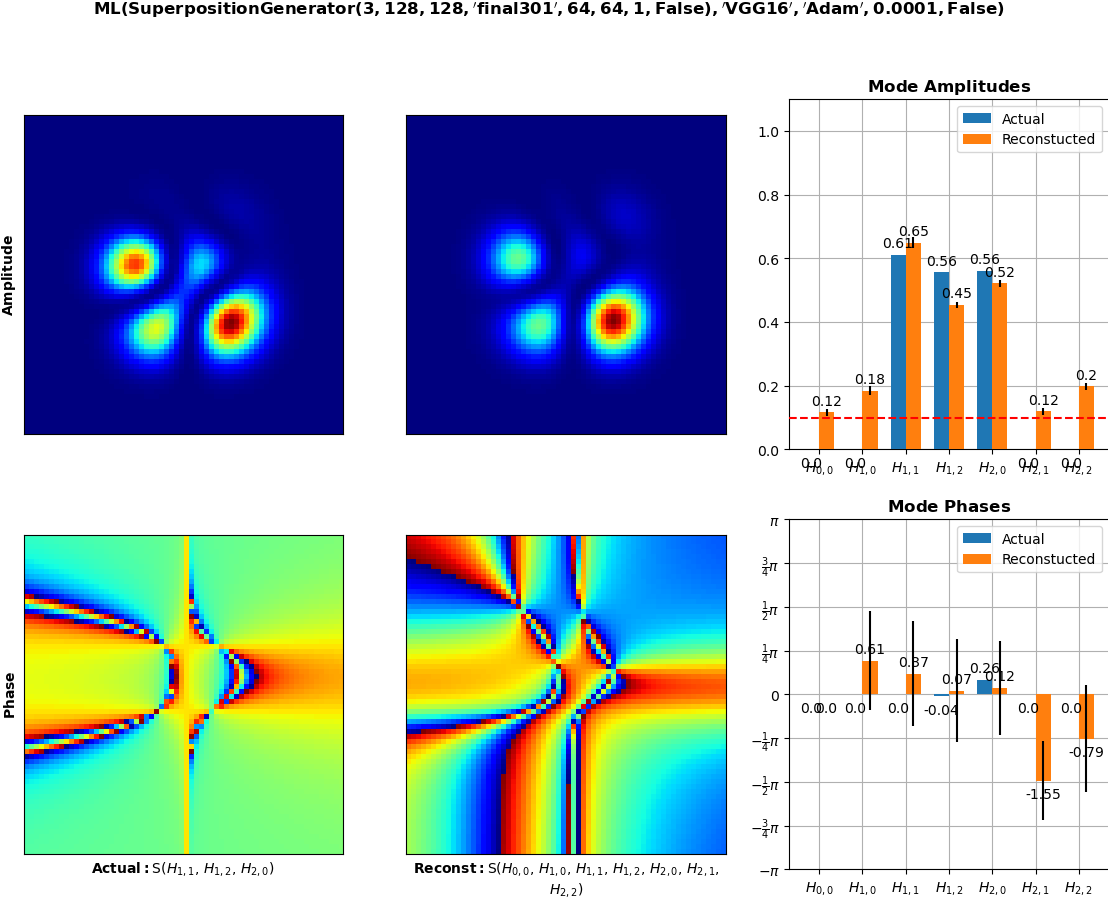 ML(SuperpositionGenerator(3, 128, 128, ′final301′, 64, 64, 1, False), ′VGG16′, ′Adam′, 0.0001, False)
Amplitude
Mode Amplitudes
Actual
Reconstucted
1.0
0.8
0.6
0.4
0.2
0.0
0.0
0.12
0.0
0.18
0.61
0.65
0.56
0.45
0.56
0.52
0.0
0.12
0.0
0.2
H0,0
H1,0
H1,1
H1,2
H2,0
H2,1
H2,2
Phase
Actual: S(H1,1, H1,2, H2,0)
Reconst: S(H0,0, H1,0, H1,1, H1,2, H2,0, H2,1,
H2,2)
Mode Phases
Actual
Reconstucted
π
3/4π
1/2π
1/4π
0
−1/4π
−1/2π
−3/4π
−π
0.0
0.0
0.0
0.61
0.0
0.37
-0.04
0.07
0.26
0.12
0.0
-1.55
0.0
-0.79
H0,0
H1,0
H1,1
H1,2
H2,0
H2,1
H2,2